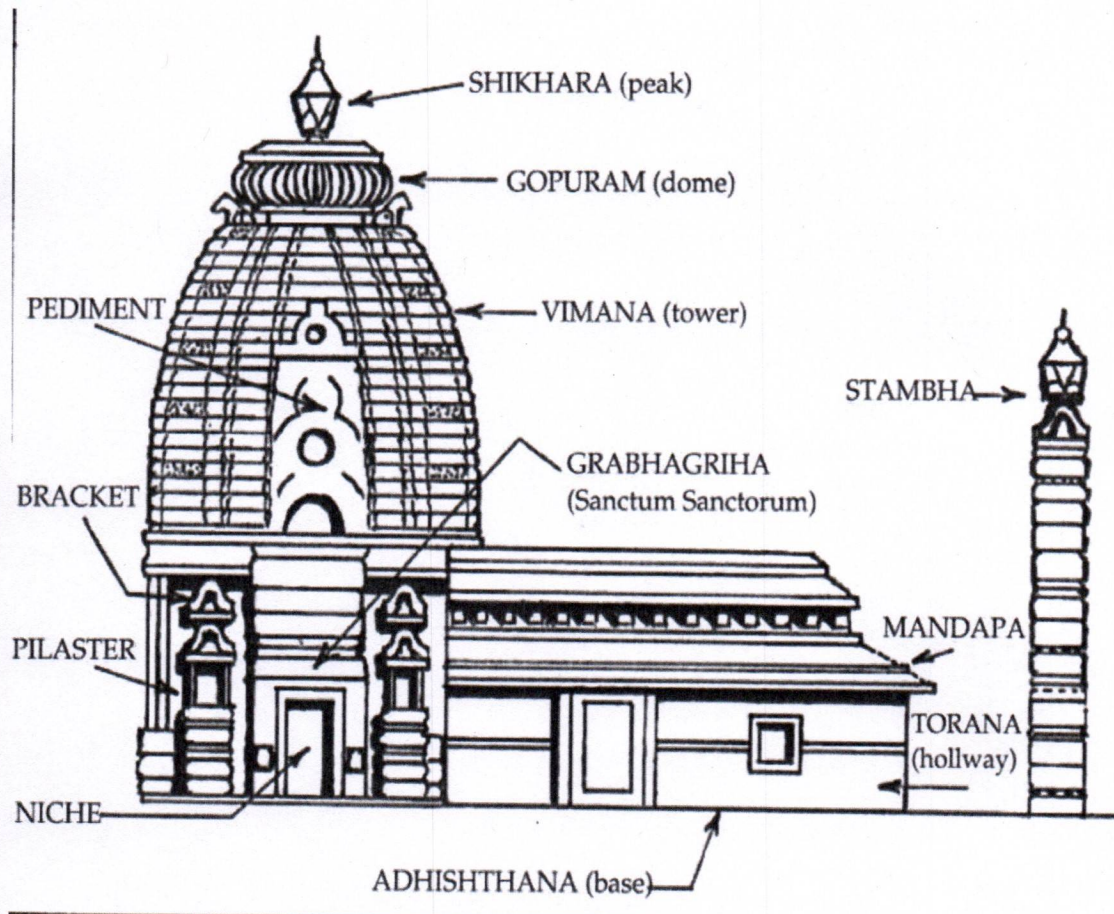 SHIKHARA (peak)
GOPURAM (dome)
PEDIMENT
VIMANA (tower)
STAMBHA
GRABHAGRIHA
(Sanctum Sanctorum)
BRACKET
MANDAPA
PILASTER
TORANA
(hollway)
NICHE
ADHISHTHANA (base)